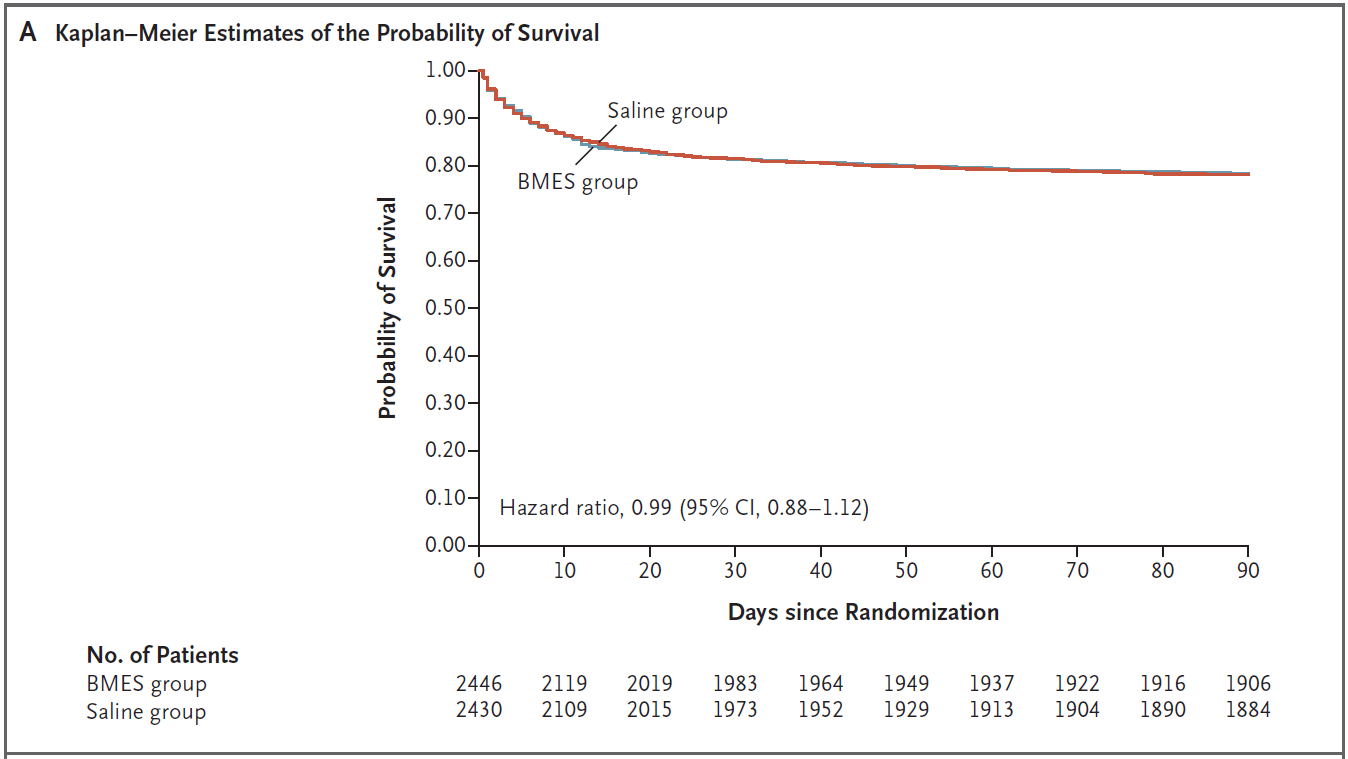 A Kaplan–Meier Estimates of the Probability of Survival
1.00
0.90
0.80
0.70
0.60
0.50
0.40
0.30
0.20
0.10
0.00
Probability of Survival
Saline group
BMES group
Hazard ratio, 0.99 (95% CI, 0.88–1.12)
0 10 20 30 40 50 60 70 80 90
Days since Randomization
No. of Patients
BMES group 2446 2119 2019 1983 1964 1949 1937 1922 1916 1906
Saline group 2430 2109 2015 1973 1952 1929 1913 1904 1890 1884